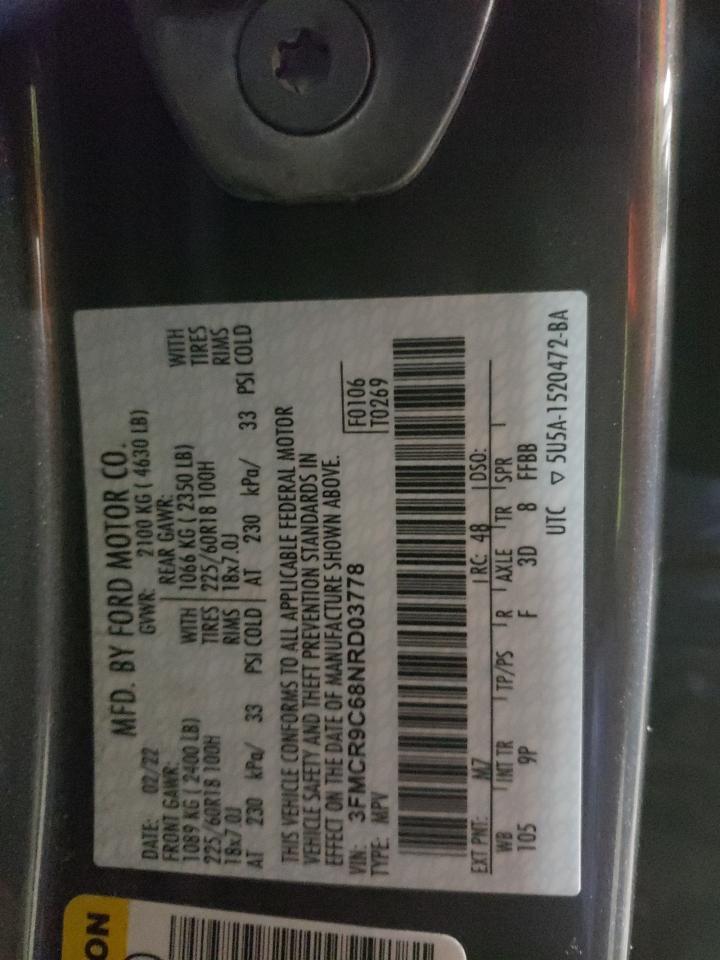 MFD. BY FORD MOTOR CO.
DATE: 02/22 GVWR: 2100 KG ( 4630 LB)
FRONT GAWR: REAR GAWR:
1089 KG ( 2400 LB) WITH 1066 KG ( 2350 LB) WITH
225/60R18 100H TIRES 225/60R18 100H TIRES
18x7.0J RIMS 18x7.0J RIMS
AT 230 kPa/ 33 PSI COLD AT 230 kPa/ 33 PSI COLD
THIS VEHICLE CONFORMS TO ALL APPLICABLE FEDERAL MOTOR
VEHICLE SAFETY AND THEFT PREVENTION STANDARDS IN
EFFECT ON THE DATE OF MANUFACTURE SHOWN ABOVE.
VIN: 3FMCR9C68NRD03778 F0106
TYPE: MPV T0269
EXT PNT: M7 RC: 48 DSO:
WB INT TR TP/PS R AXLE TR SPR
105 9P F 3D 8 FFBB
UTC ▽ 5U5A-1520472-BA
ON